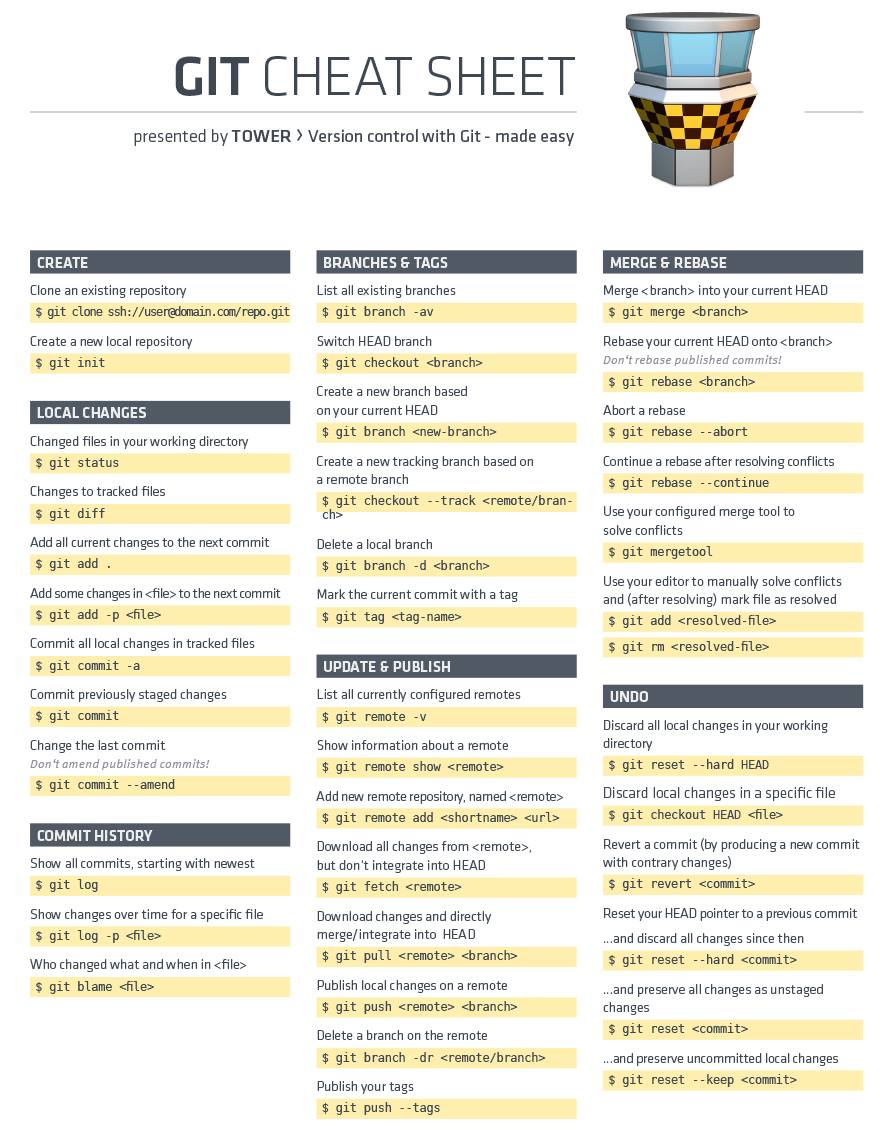 GIT CHEAT SHEET
presented by TOWER › Version control with Git - made easy
CREATE
Clone an existing repository
$ git clone ssh://user@domain.com/repo.git
Create a new local repository
$ git init
LOCAL CHANGES
Changed files in your working directory
$ git status
Changes to tracked files
$ git diff
Add all current changes to the next commit
$ git add .
Add some changes in <file> to the next commit
$ git add -p <file>
Commit all local changes in tracked files
$ git commit -a
Commit previously staged changes
$ git commit
Change the last commit
Don't amend published commits!
$ git commit --amend
COMMIT HISTORY
Show all commits, starting with newest
$ git log
Show changes over time for a specific file
$ git log -p <file>
Who changed what and when in <file>
$ git blame <file>
BRANCHES & TAGS
List all existing branches
$ git branch -av
Switch HEAD branch
$ git checkout <branch>
Create a new branch based
on your current HEAD
$ git branch <new-branch>
Create a new tracking branch based on
a remote branch
$ git checkout --track <remote/bran-
ch>
Delete a local branch
$ git branch -d <branch>
Mark the current commit with a tag
$ git tag <tag-name>
UPDATE & PUBLISH
List all currently configured remotes
$ git remote -v
Show information about a remote
$ git remote show <remote>
Add new remote repository, named <remote>
$ git remote add <shortname> <url>
Download all changes from <remote>,
but don't integrate into HEAD
$ git fetch <remote>
Download changes and directly
merge/integrate into HEAD
$ git pull <remote> <branch>
Publish local changes on a remote
$ git push <remote> <branch>
Delete a branch on the remote
$ git branch -dr <remote/branch>
Publish your tags
$ git push --tags
MERGE & REBASE
Merge <branch> into your current HEAD
$ git merge <branch>
Rebase your current HEAD onto <branch>
Don't rebase published commits!
$ git rebase <branch>
Abort a rebase
$ git rebase --abort
Continue a rebase after resolving conflicts
$ git rebase --continue
Use your configured merge tool to
solve conflicts
$ git mergetool
Use your editor to manually solve conflicts
and (after resolving) mark file as resolved
$ git add <resolved-file>
$ git rm <resolved-file>
UNDO
Discard all local changes in your working
directory
$ git reset --hard HEAD
Discard local changes in a specific file
$ git checkout HEAD <file>
Revert a commit (by producing a new commit
with contrary changes)
$ git revert <commit>
Reset your HEAD pointer to a previous commit
...and discard all changes since then
$ git reset --hard <commit>
...and preserve all changes as unstaged
changes
$ git reset <commit>
...and preserve uncommitted local changes
$ git reset --keep <commit>